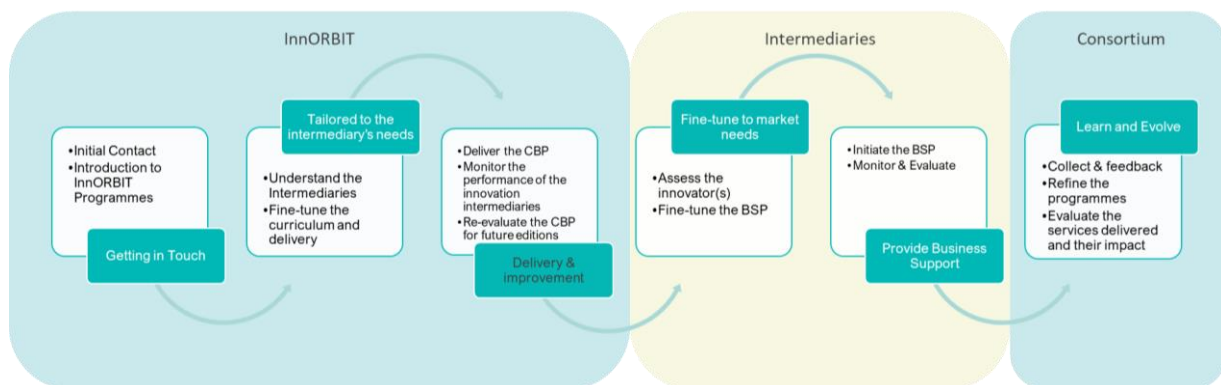 InnORBIT
Intermediaries
Consortium
•Initial Contact
•Introduction to
InnORBIT
Programmes
Getting in Touch
Tailored to the
intermediary's needs
•Understand the
Intermediaries
•Fine-tune the
curriculum and
delivery
•Deliver the CBP
•Monitor the
performance of the
innovation
intermediaries
•Re-evaluate the CBP
for future editions
Delivery &
improvement
Fine-tune to market
needs
•Assess the
innovator(s)
•Fine-tune the BSP
•Initiate the BSP
•Monitor & Evaluate
Provide Business
Support
Learn and Evolve
•Collect & feedback
•Refine the
programmes
•Evaluate the
services delivered
and their impact